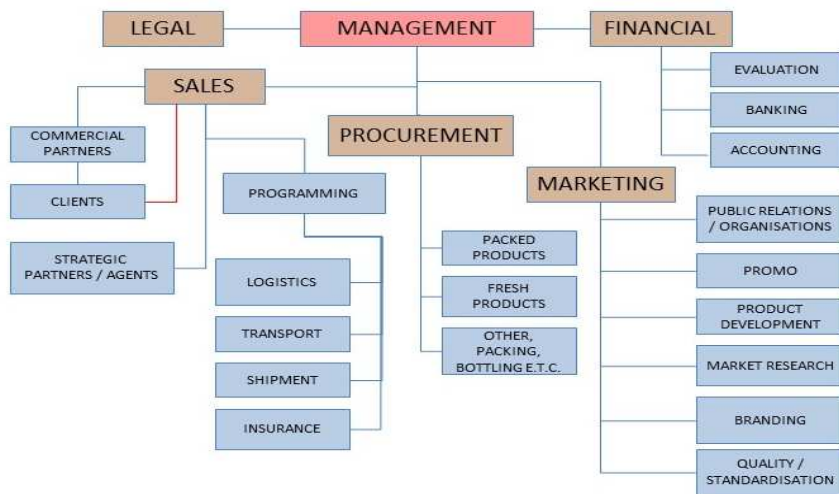 LEGAL
MANAGEMENT
FINANCIAL
SALES
EVALUATION
BANKING
ACCOUNTING
COMMERCIAL
PARTNERS
CLIENTS
STRATEGIC
PARTNERS / AGENTS
PROGRAMMING
LOGISTICS
TRANSPORT
SHIPMENT
INSURANCE
PROCUREMENT
PACKED
PRODUCTS
FRESH
PRODUCTS
OTHER,
PACKING,
BOTTLING E.T.C.
MARKETING
PUBLIC RELATIONS
/ ORGANISATIONS
PROMO
PRODUCT
DEVELOPMENT
MARKET RESEARCH
BRANDING
QUALITY /
STANDARDISATION